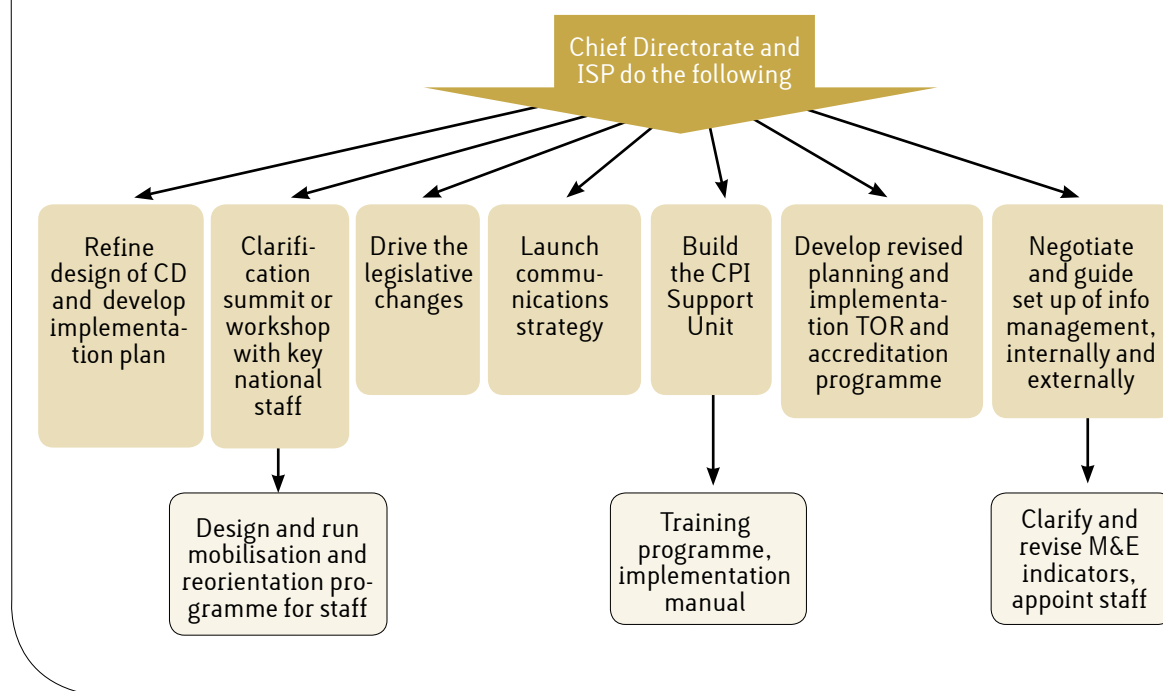 Chief Directorate and
ISP do the following
Refine
design of CD
and develop
implementa-
tion plan
Clarifi-
cation
summit or
workshop
with key
national
staff
Drive the
legislative
changes
Launch
commu-
nications
strategy
Build
the CPI
Support
Unit
Develop revised
planning and
implementa-
tion TOR and
accreditation
programme
Negotiate
and guide
set up of info
management,
internally and
externally
Design and run
mobilisation and
reorientation pro-
gramme for staff
Training
programme,
implementation
manual
Clarify and
revise M&E
indicators,
appoint staff